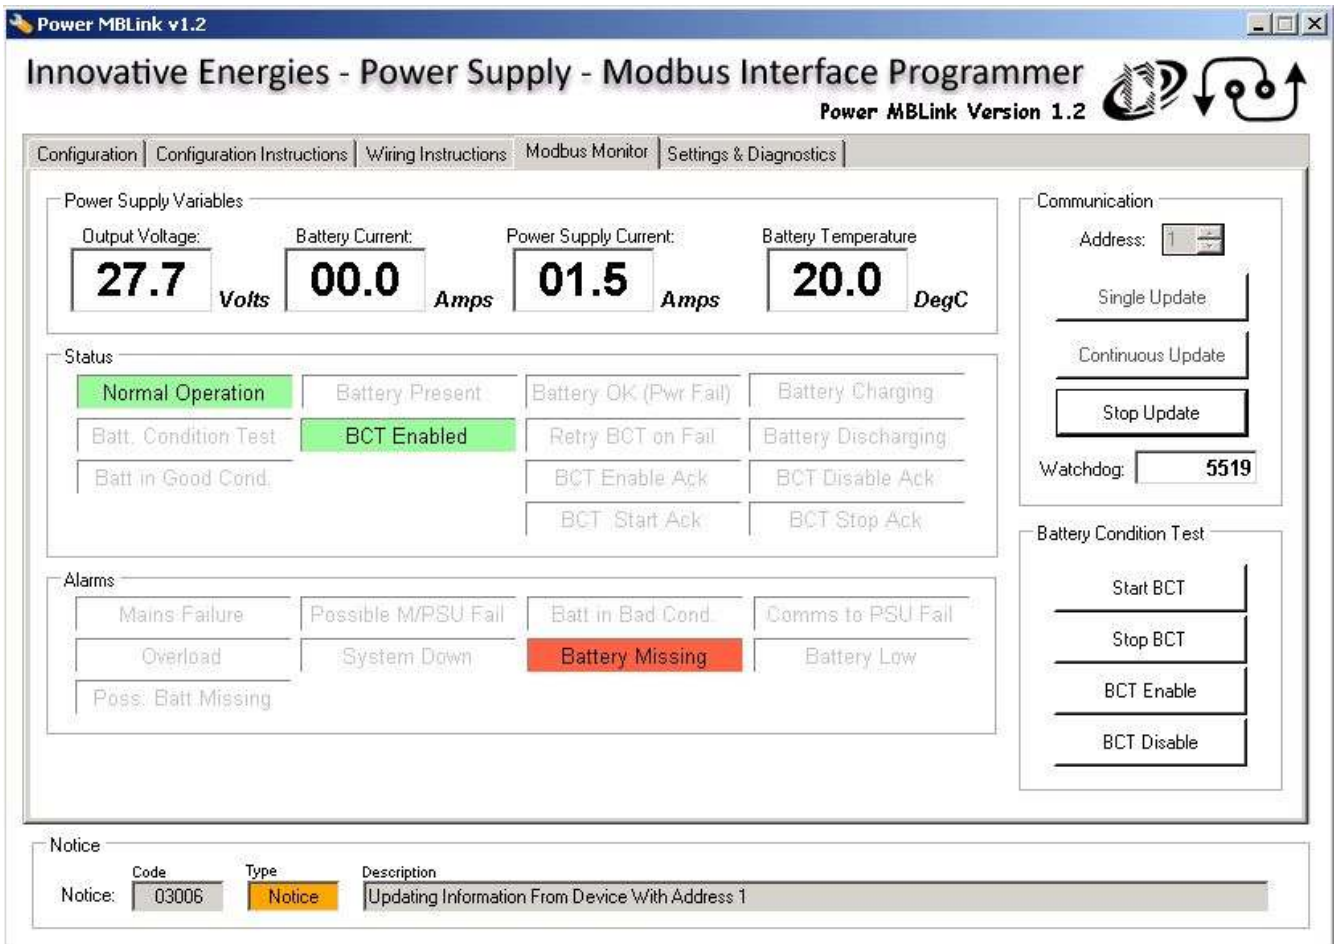 Power MBLink v1.2
Innovative Energies - Power Supply - Modbus Interface Programmer
Power MBLink Version 1.2
Configuration Configuration Instructions Wiring Instructions Modbus Monitor Settings & Diagnostics
Power Supply Variables
Output Voltage: Battery Current: Power Supply Current: Battery Temperature
27.7 Volts 00.0 Amps 01.5 Amps 20.0 DegC
Status
Normal Operation Battery Present Battery OK (Pwr Fail) Battery Charging
Batt. Condition Test BCT Enabled Retry BCT on Fail Battery Discharging
Batt in Good Cond. BCT Enable Ack BCT Disable Ack
BCT Start Ack BCT Stop Ack
Alarms
Mains Failure Possible M/PSU Fail Batt in Bad Cond. Comms to PSU Fail
Overload System Down Battery Missing Battery Low
Poss. Batt Missing
Communication
Address: 1
Single Update
Continuous Update
Stop Update
Watchdog: 5519
Battery Condition Test
Start BCT
Stop BCT
BCT Enable
BCT Disable
Notice
Code Type Description
Notice: 03006 Notice Updating Information From Device With Address 1